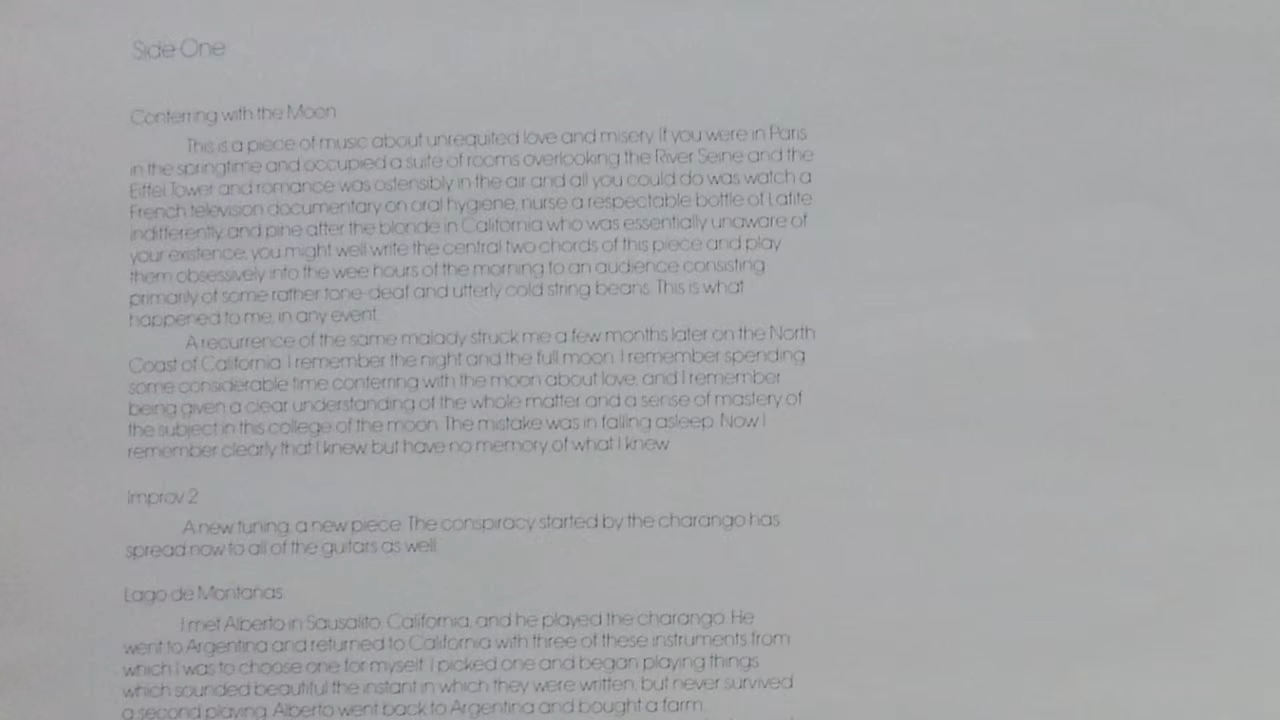 Side One
Conferring with the Moon
This is a piece of music about unrequited love and misery. If you were in Paris
in the springtime and occupied a suite of rooms overlooking the River Seine and the
Eiffel Tower and romance was ostensibly in the air and all you could do was watch a
French television documentary on oral hygiene, nurse a respectable bottle of Lafite
indifferently, and pine after the blonde in California who was essentially unaware of
your existence, you might well write the central two chords of this piece and play
them obsessively into the wee hours of the morning to an audience consisting
primarily of some rather tone-deaf and utterly cold string beans. This is what
happened to me, in any event.
A recurrence of the same malady struck me a few months later on the North
Coast of California. I remember the night and the full moon. I remember spending
some considerable time conferring with the moon about love, and I remember
being given a clear understanding of the whole matter and a sense of mastery of
the subject in this college of the moon. The mistake was in falling asleep. Now I
remember clearly that I knew but have no memory of what I knew.
Improv 2
A new tuning, a new piece. The conspiracy started by the charango has
spread now to all of the guitars as well.
Lago de Montañas
I met Alberto in Sausalito, California, and he played the charango. He
went to Argentina and returned to California with three of these instruments from
which I was to choose one for myself. I picked one and began playing things
which sounded beautiful the instant in which they were written, but never survived
a second playing. Alberto went back to Argentina and bought a farm.